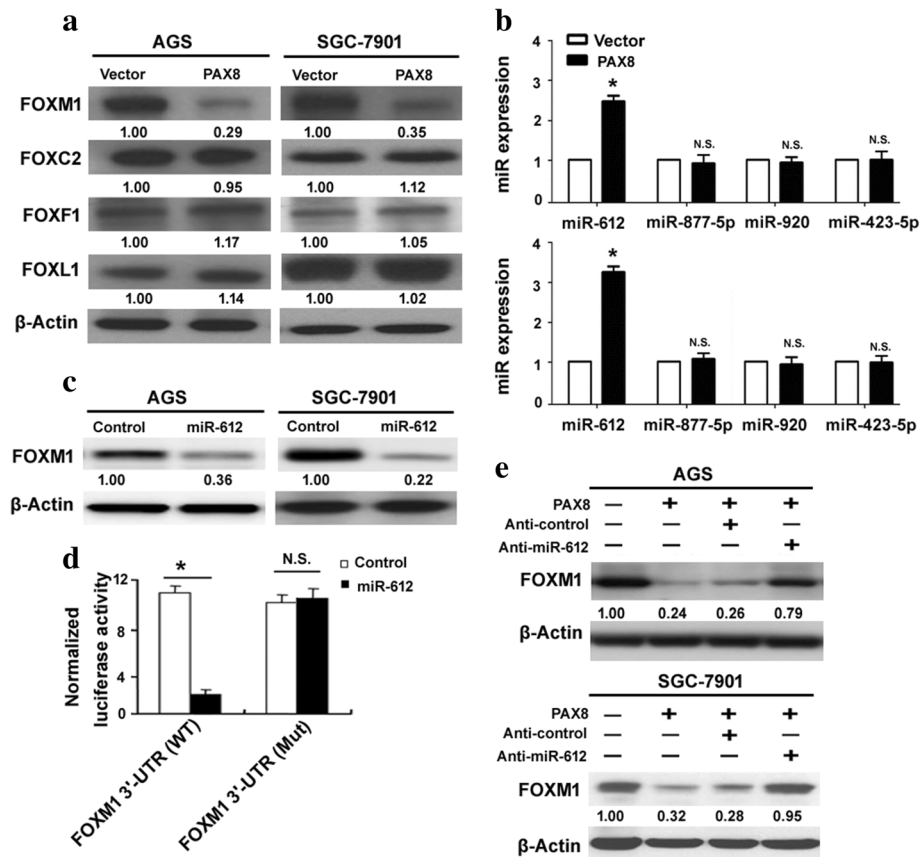 a
AGS SGC-7901
Vector PAX8 Vector PAX8
FOXM1
1.00 0.29 1.00 0.35
FOXC2
1.00 0.95 1.00 1.12
FOXF1
1.00 1.17 1.00 1.05
FOXL1
1.00 1.14 1.00 1.02
β-Actin
b
Vector
PAX8
miR expression
4
3
2
1
0
*
N.S. N.S. N.S.
miR-612 miR-877-5p miR-920 miR-423-5p
miR expression
4
3
2
1
0
*
N.S. N.S. N.S.
miR-612 miR-877-5p miR-920 miR-423-5p
c
AGS SGC-7901
Control miR-612 Control miR-612
FOXM1
1.00 0.36 1.00 0.22
β-Actin
d
Control
miR-612
* N.S.
Normalized
luciferase activity
12
8
4
0
FOXM1 3'-UTR (WT)
FOXM1 3'-UTR (Mut)
e
AGS
PAX8 — + + +
Anti-control — — + —
Anti-miR-612 — — — +
FOXM1
1.00 0.24 0.26 0.79
β-Actin
SGC-7901
PAX8 — + + +
Anti-control — — + —
Anti-miR-612 — — — +
FOXM1
1.00 0.32 0.28 0.95
β-Actin